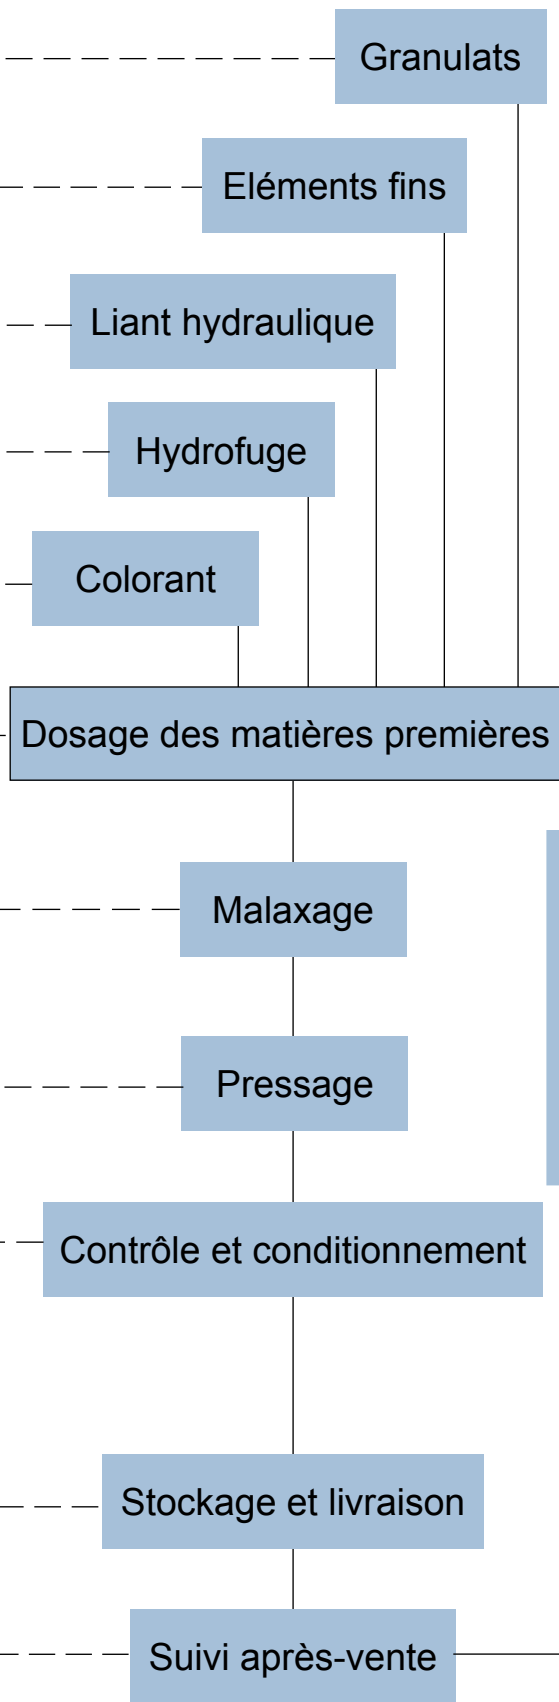 Granulats
Eléments fins
Liant hydraulique
Hydrofuge
Colorant
Dosage des matières premières
Malaxage
Pressage
Contrôle et conditionnement
Stockage et livraison
Suivi après-vente